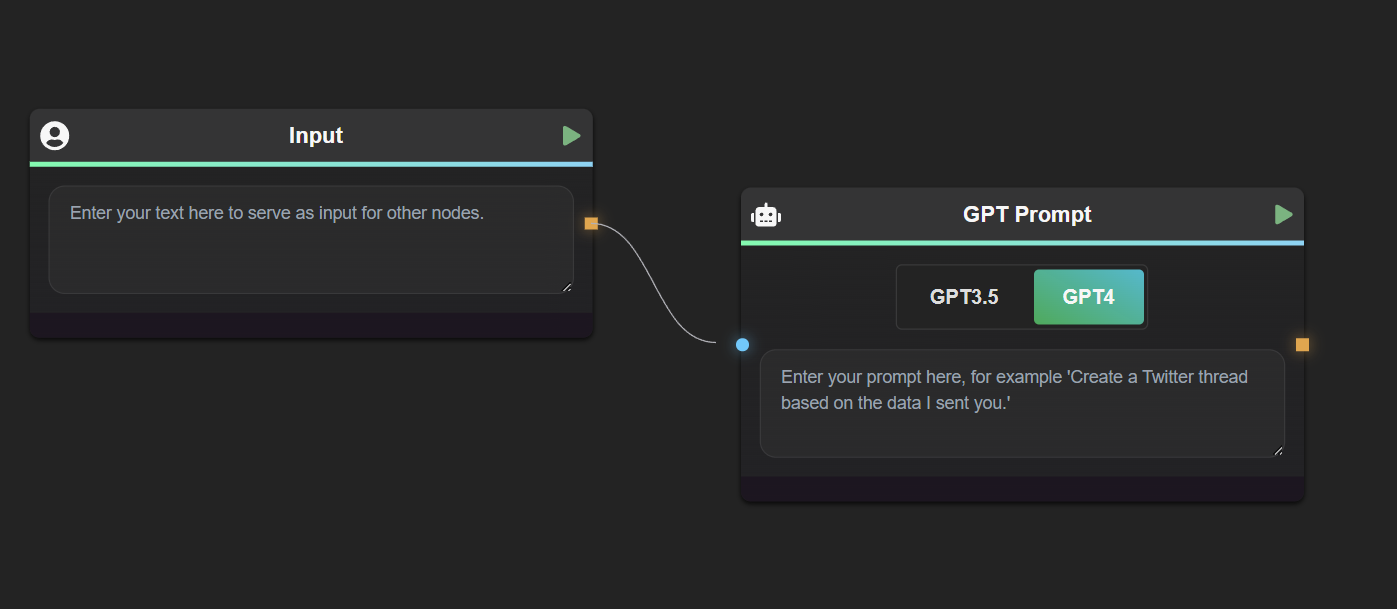 Input
Enter your text here to serve as input for other nodes.
GPT Prompt
GPT3.5
GPT4
Enter your prompt here, for example 'Create a Twitter thread
based on the data I sent you.'